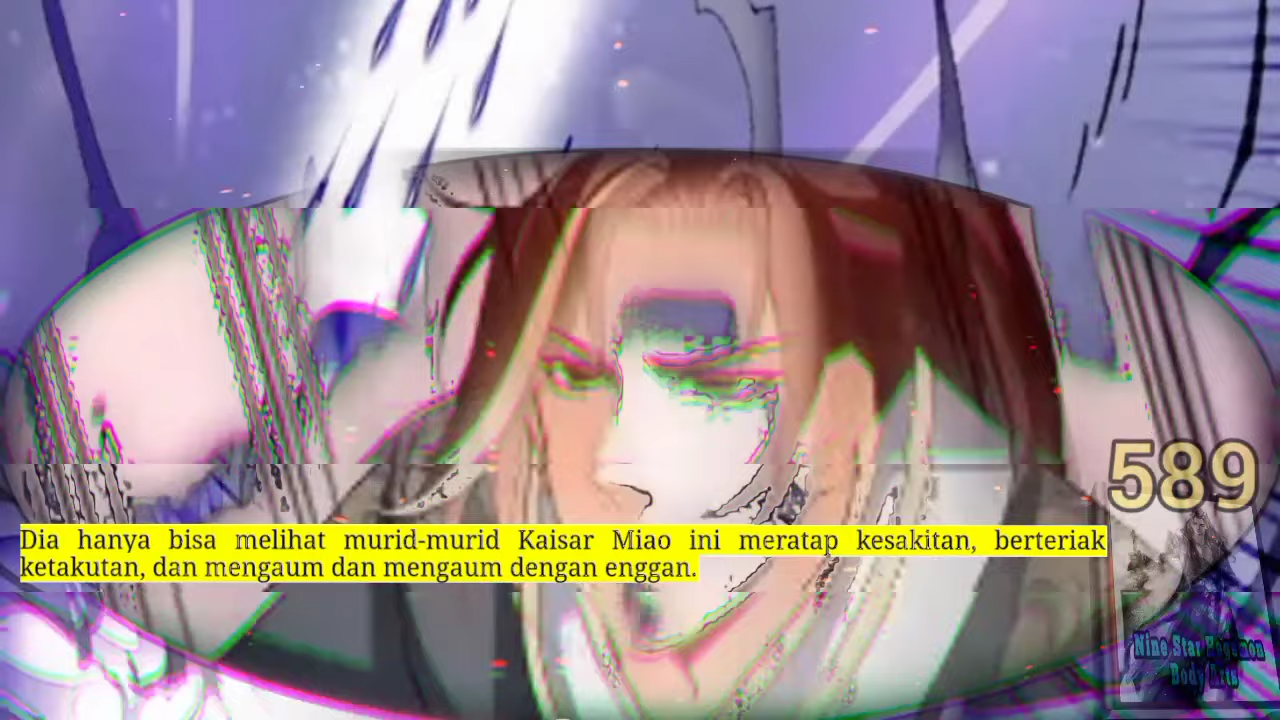 589
Dia hanya bisa melihat murid-murid Kaisar Miao ini meratap kesakitan, berteriak
ketakutan, dan mengaum dan mengaum dengan enggan.
Nine Star Hegemon
Body Arts